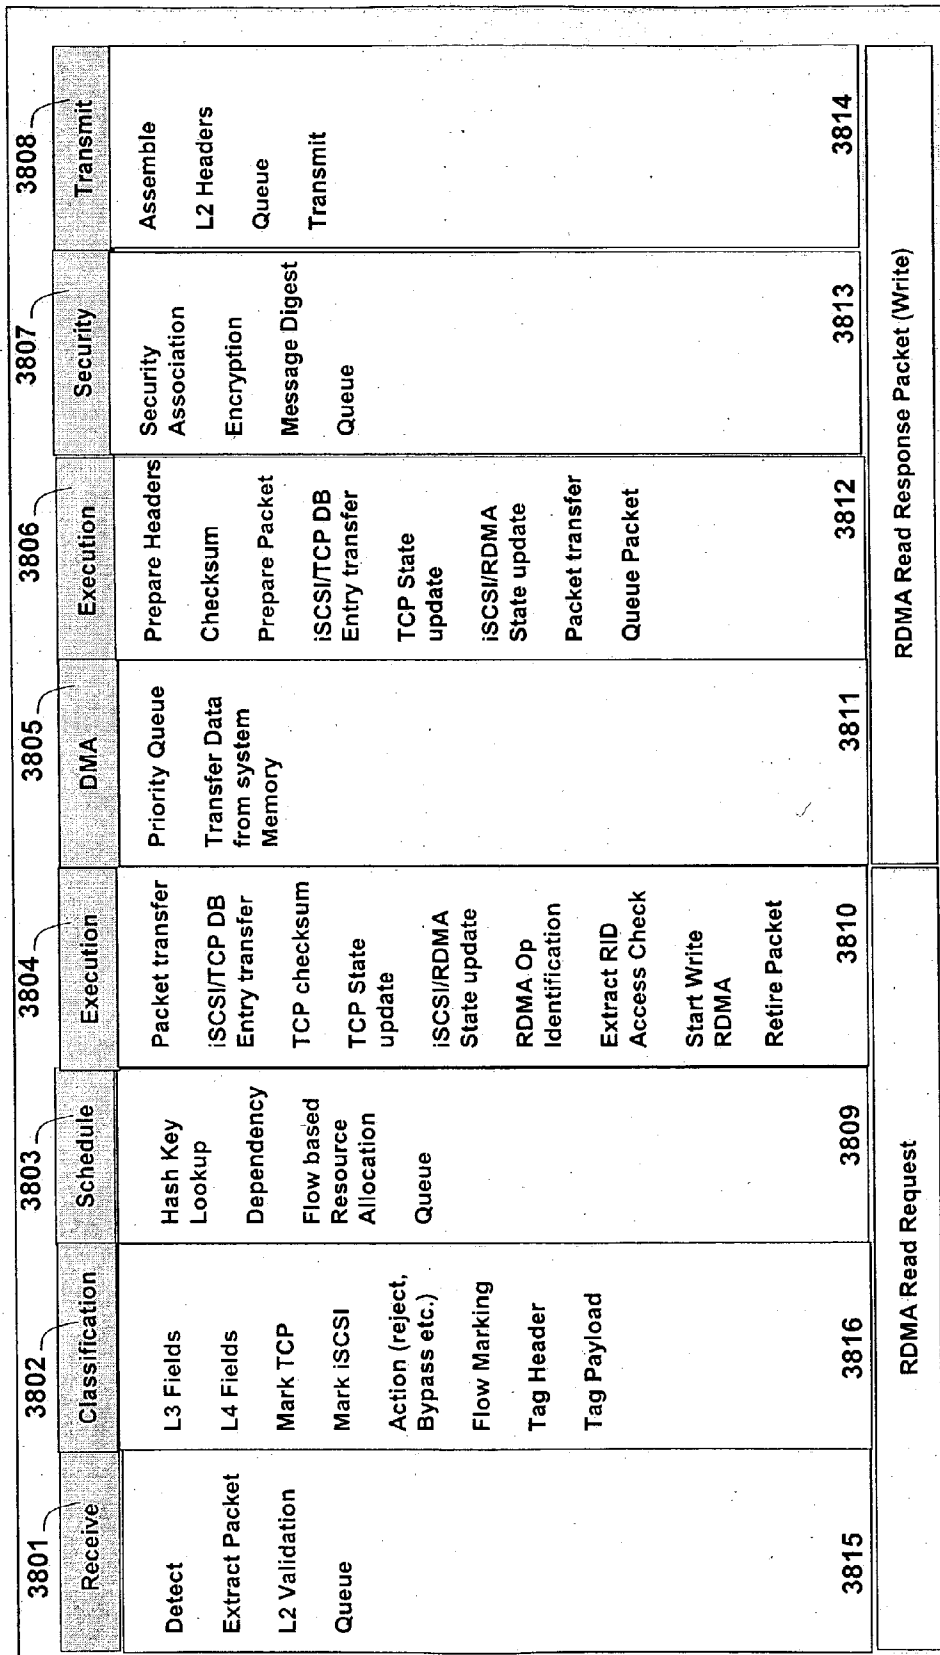 3801
3802
3803
3804
3805
3806
3807
3808
Receive
Classification
Schedule
Execution
DMA
Execution
Security
Transmit
Detect
Extract Packet
L2 Validation
Queue
3815
L3 Fields
L4 Fields
Mark TCP
Mark iSCSI
Action (reject,
Bypass etc.)
Flow Marking
Tag Header
Tag Payload
3816
Hash Key
Lookup
Dependency
Flow based
Resource
Allocation
Queue
3809
Packet transfer
iSCSI/TCP DB
Entry transfer
TCP checksum
TCP State
update
iSCSI/RDMA
State update
RDMA Op
Identification
Extract RID
Access Check
Start Write
RDMA
Retire Packet
3810
Priority Queue
Transfer Data
from system
Memory
3811
Prepare Headers
Checksum
Prepare Packet
iSCSI/TCP DB
Entry transfer
TCP State
update
iSCSI/RDMA
State update
Packet transfer
Queue Packet
3812
Security
Association
Encryption
Message Digest
Queue
3813
Assemble
L2 Headers
Queue
Transmit
3814
RDMA Read Request
RDMA Read Response Packet (Write)